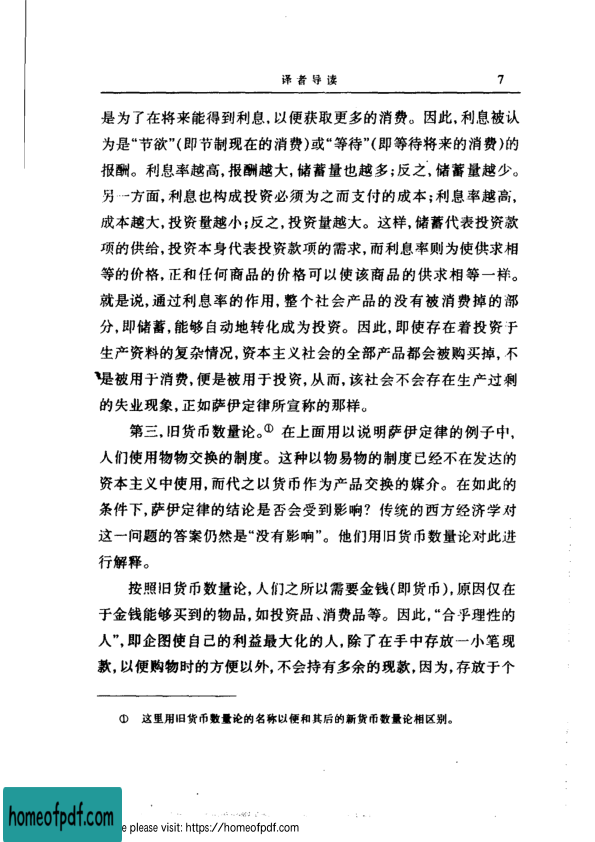 译者导读 7
是为了在将来能得到利息,以便获取更多的消费。因此,利息被认
为是“节欲”(即节制现在的消费)或“等待”(即等待将来的消费)的
报酬。利息率越高,报酬越大,储蓄量也越多;反之,储蓄量越少。
另一方面,利息也构成投资必须为之而支付的成本;利息率越高,
成本越大,投资量越小;反之,投资量越大。这样,储蓄代表投资款
项的供给,投资本身代表投资款项的需求,而利息率则为使供求相
等的价格,正和任何商品的价格可以使该商品的供求相等一样。
就是说,通过利息率的作用,整个社会产品的没有被消费掉的部
分,即储蓄,能够自动地转化成为投资。因此,即使存在着投资于
生产资料的复杂情况,资本主义社会的全部产品都会被购买掉,不
是被用于消费,便是被用于投资,从而,该社会不会存在生产过剩
的失业现象,正如萨伊定律所宣称的那样。
第三,旧货币数量论。① 在上面用以说明萨伊定律的例子中,
人们使用物物交换的制度。这种以物易物的制度已经不在发达的
资本主义中使用,而代之以货币作为产品交换的媒介。在如此的
条件下,萨伊定律的结论是否会受到影响?传统的西方经济学对
这一问题的答案仍然是“没有影响”。他们用旧货币数量论对此进
行解释。
按照旧货币数量论,人们之所以需要金钱(即货币),原因仅在
于金钱能够买到的物品,如投资品、消费品等。因此,“合乎理性的
人”,即企图使自己的利益最大化的人,除了在手中存放一小笔现
款,以便购物时的方便以外,不会持有多余的现款,因为,存放于个
① 这里用旧货币数量论的名称以便和其后的新货币数量论相区别。
homeofpdf.com
e please visit: https://homeofpdf.com